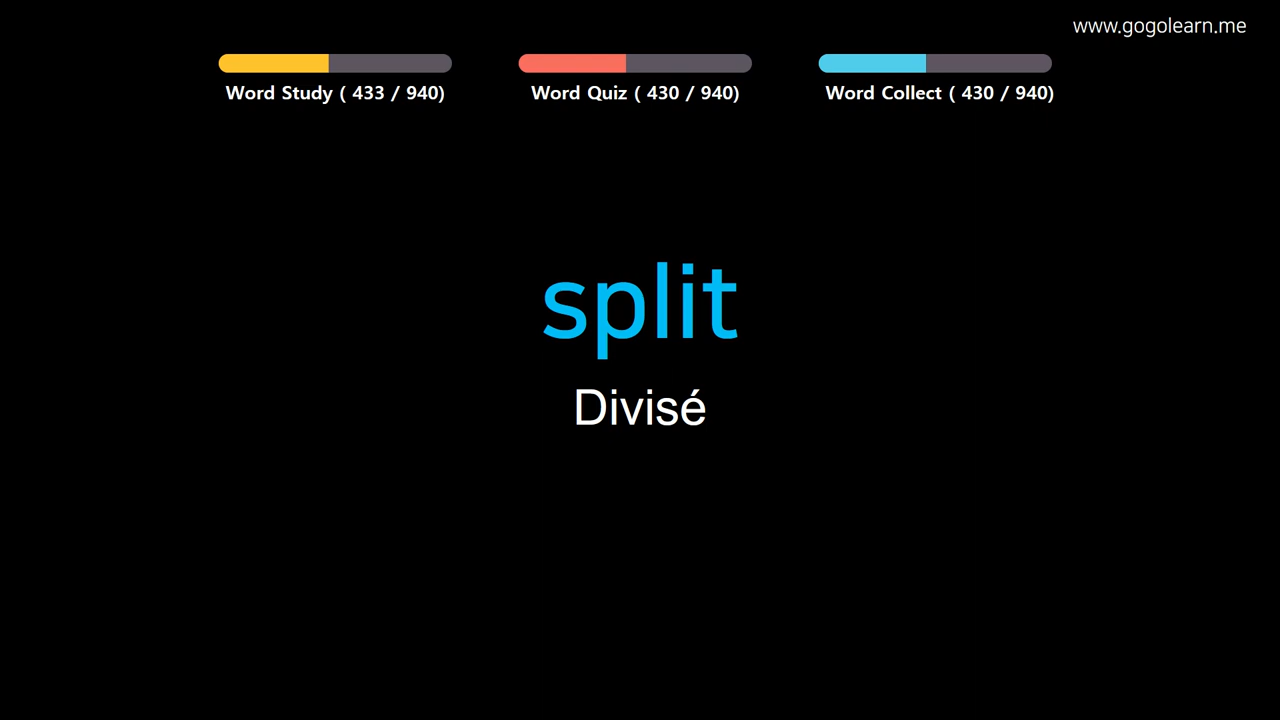 www.gogolearn.me
Word Study ( 433 / 940)
Word Quiz ( 430 / 940)
Word Collect ( 430 / 940)
split
Divisé